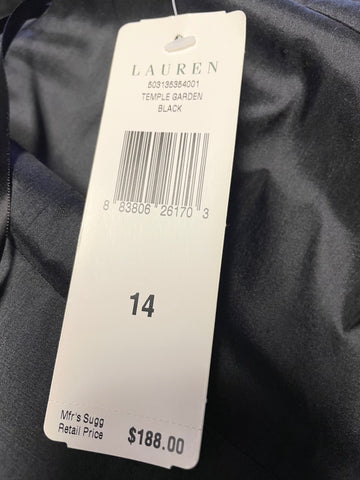 LAUREN
503135354001
TEMPLE GARDEN
BLACK
8 83806 26170 3
14
Mfr's Sugg
Retail Price $188.00